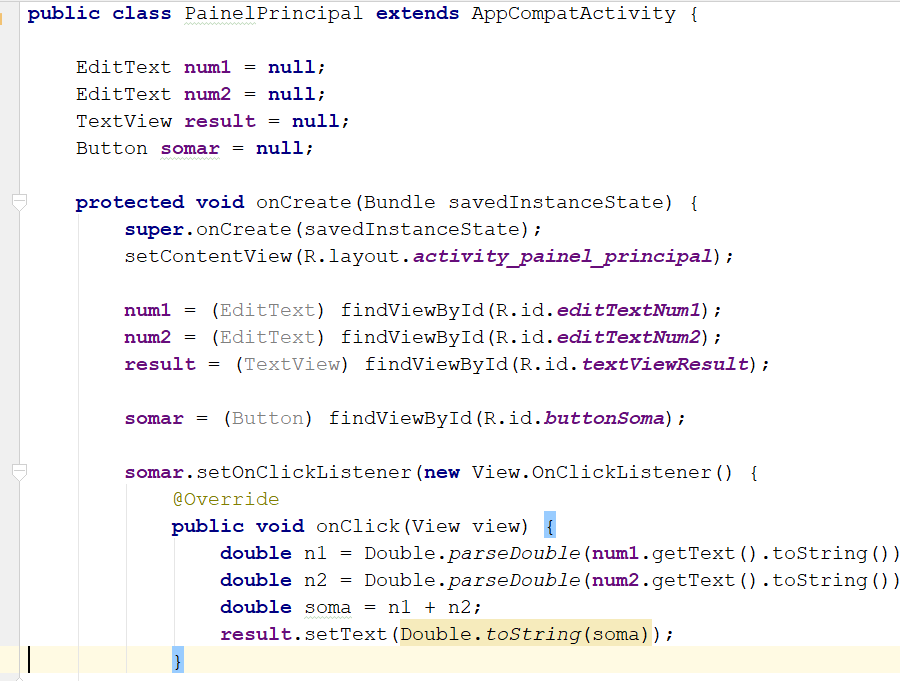 public class PainelPrincipal extends AppCompatActivity {
EditText num1 = null;
EditText num2 = null;
TextView result = null;
Button somar = null;
protected void onCreate(Bundle savedInstanceState) {
super.onCreate(savedInstanceState);
setContentView(R.layout.activity_painel_principal);
num1 = (EditText) findViewById(R.id.editTextNum1);
num2 = (EditText) findViewById(R.id.editTextNum2);
result = (TextView) findViewById(R.id.textViewResult);
somar = (Button) findViewById(R.id.buttonSoma);
somar.setOnClickListener(new View.OnClickListener() {
@Override
public void onClick(View view) {
double n1 = Double.parseDouble(num1.getText().toString())
double n2 = Double.parseDouble(num2.getText().toString())
double soma = n1 + n2;
result.setText(Double.toString(soma));
}